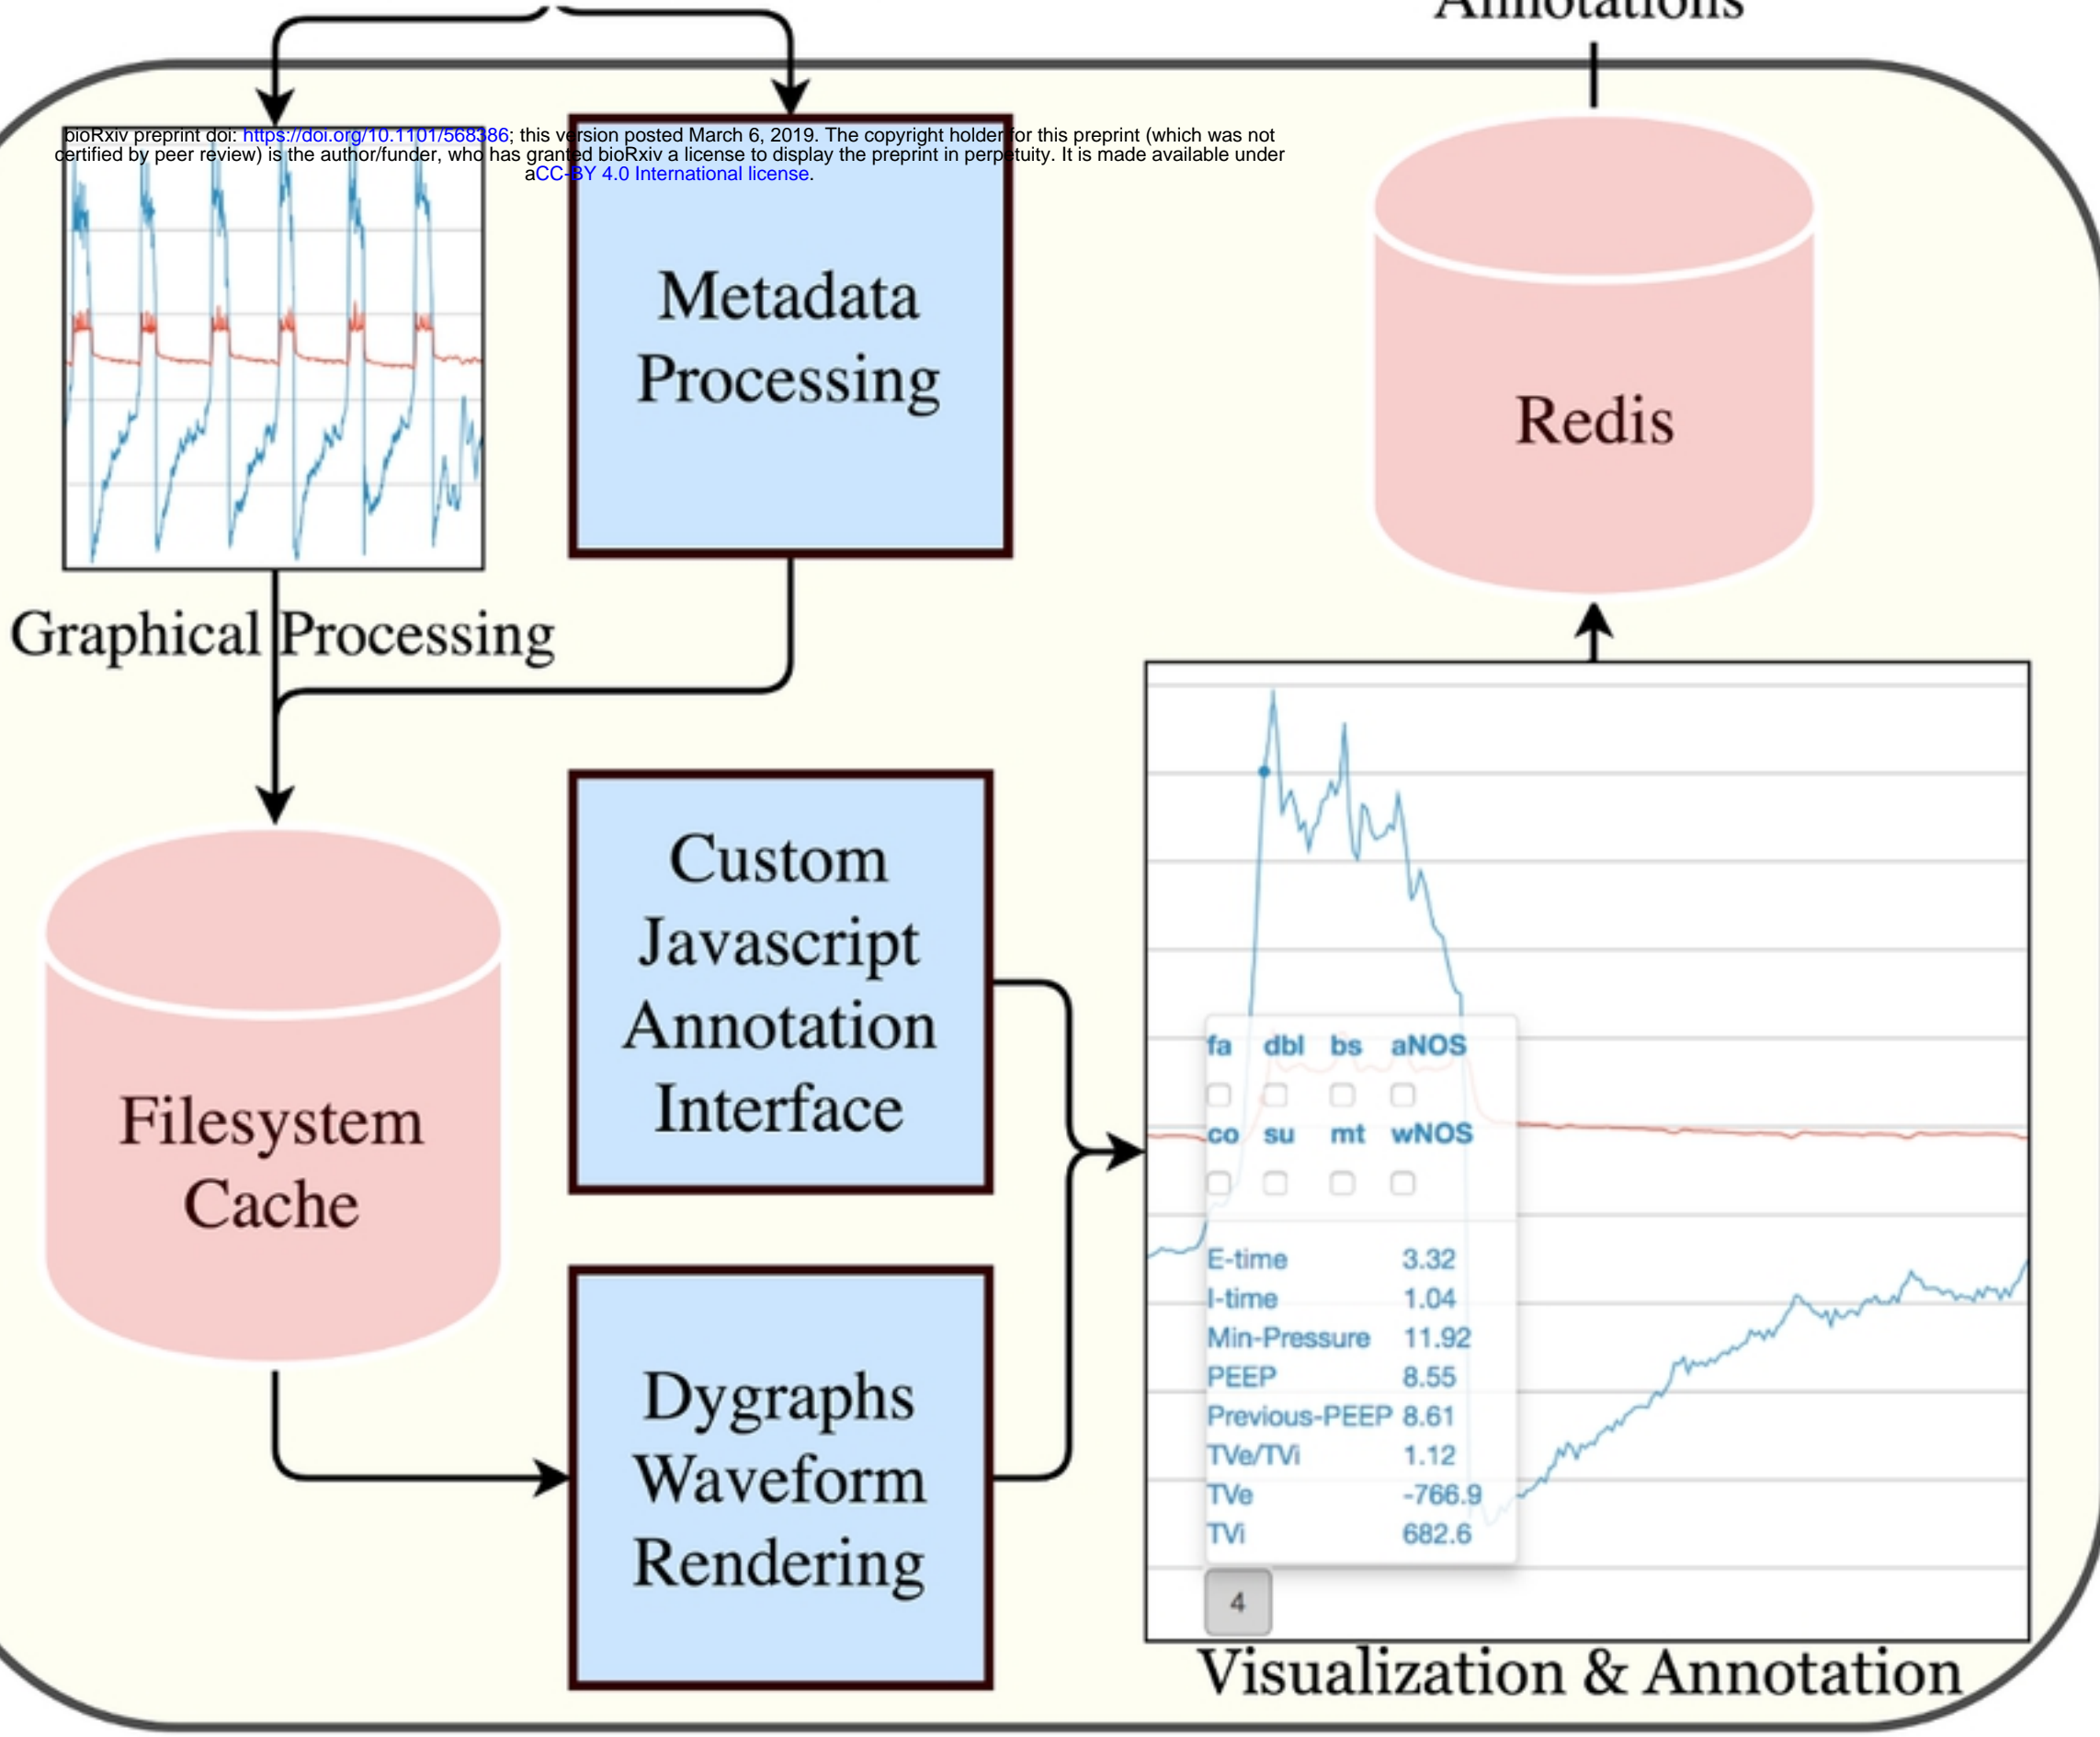 Annotations
bioRxiv preprint doi: https://doi.org/10.1101/568386; this version posted March 6, 2019. The copyright holder for this preprint (which was not
certified by peer review) is the author/funder, who has granted bioRxiv a license to display the preprint in perpetuity. It is made available under
aCC-BY 4.0 International license.
Metadata
Processing
Redis
Graphical Processing
Custom
Javascript
Annotation
Interface
Filesystem
Cache
Dygraphs
Waveform
Rendering
fa dbl bs aNOS
co su mt wNOS
E-time 3.32
I-time 1.04
Min-Pressure 11.92
PEEP 8.55
Previous-PEEP 8.61
TVe/TVi 1.12
TVe -766.9
TVi 682.6
4
Visualization & Annotation